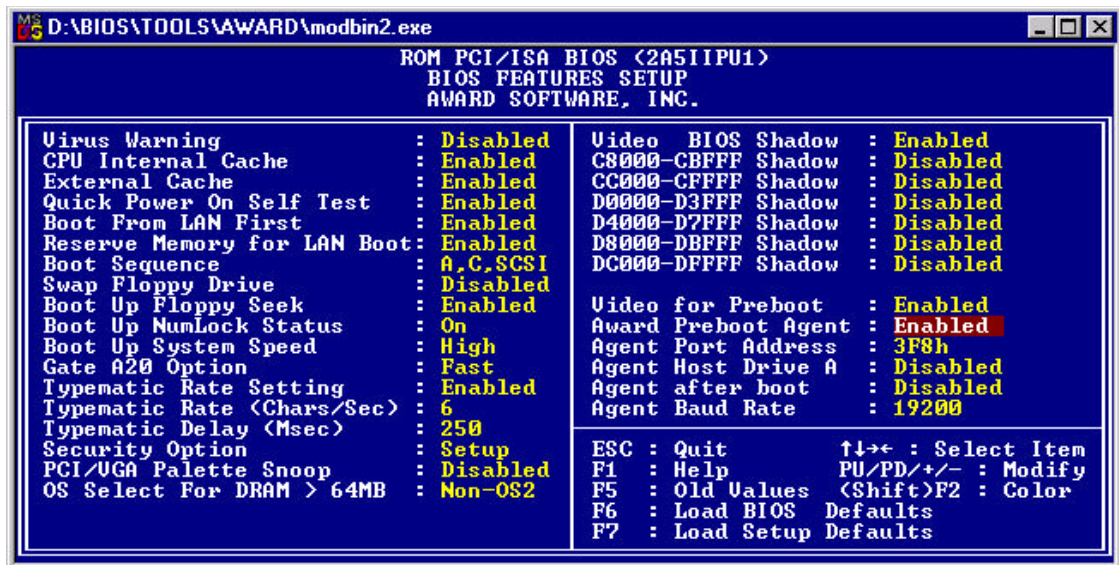 D:\BIOS\TOOLS\AWARD\modbin2.exe
ROM PCI/ISA BIOS (2A5IIPU1)
BIOS FEATURES SETUP
AWARD SOFTWARE, INC.
Virus Warning : Disabled
CPU Internal Cache : Enabled
External Cache : Enabled
Quick Power On Self Test : Enabled
Boot From LAN First : Enabled
Reserve Memory for LAN Boot: Enabled
Boot Sequence : A,C,SCSI
Swap Floppy Drive : Disabled
Boot Up Floppy Seek : Enabled
Boot Up NumLock Status : On
Boot Up System Speed : High
Gate A20 Option : Fast
Typematic Rate Setting : Enabled
Typematic Rate (Chars/Sec) : 6
Typematic Delay (Msec) : 250
Security Option : Setup
PCI/VGA Palette Snoop : Disabled
OS Select For DRAM > 64MB : Non-OS2
Video BIOS Shadow : Enabled
C8000-CBFFF Shadow : Disabled
CC000-CFFFF Shadow : Disabled
D0000-D3FFF Shadow : Disabled
D4000-D7FFF Shadow : Disabled
D8000-DBFFF Shadow : Disabled
DC000-DFFFF Shadow : Disabled
Video for Preboot : Enabled
Award Preboot Agent : Enabled
Agent Port Address : 3F8h
Agent Host Drive A : Disabled
Agent after boot : Disabled
Agent Baud Rate : 19200
ESC : Quit ↑↓→← : Select Item
F1 : Help PU/PD/+/- : Modify
F5 : Old Values (Shift)F2 : Color
F6 : Load BIOS Defaults
F7 : Load Setup Defaults